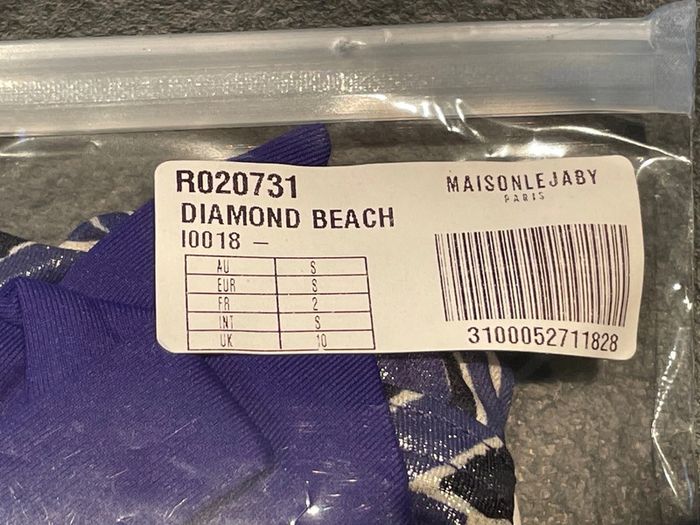 R020731
DIAMOND BEACH
I0018 –
AU S
EUR S
FR 2
INT S
UK 10
MAISONLEJABY
PARIS
3100052711828